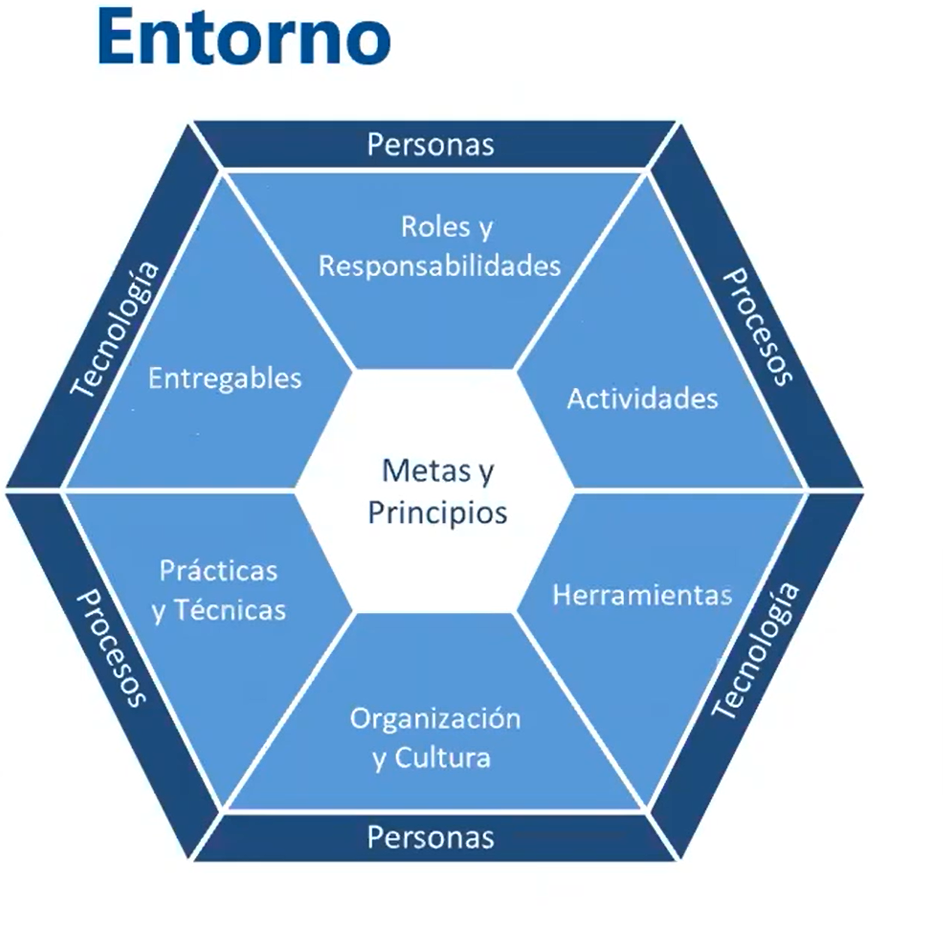 Entorno
Personas
Roles y
Responsabilidades
Tecnología
Procesos
Entregables
Actividades
Metas y
Principios
Prácticas
y Técnicas
Herramientas
Procesos
Tecnología
Organización
y Cultura
Personas